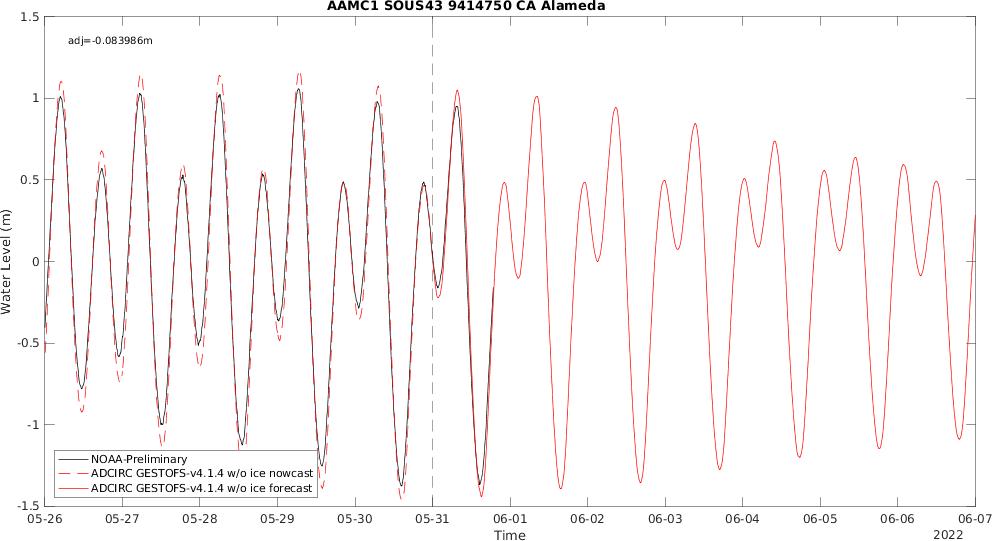 AAMC1 SOUS43 9414750 CA Alameda
adj=-0.083986m
1.5
1
0.5
0
-0.5
-1
-1.5
Water Level (m)
NOAA-Preliminary
ADCIRC GESTOFS-v4.1.4 w/o ice nowcast
ADCIRC GESTOFS-v4.1.4 w/o ice forecast
05-26 05-27 05-28 05-29 05-30 05-31 06-01 06-02 06-03 06-04 06-05 06-06 06-07
Time
2022